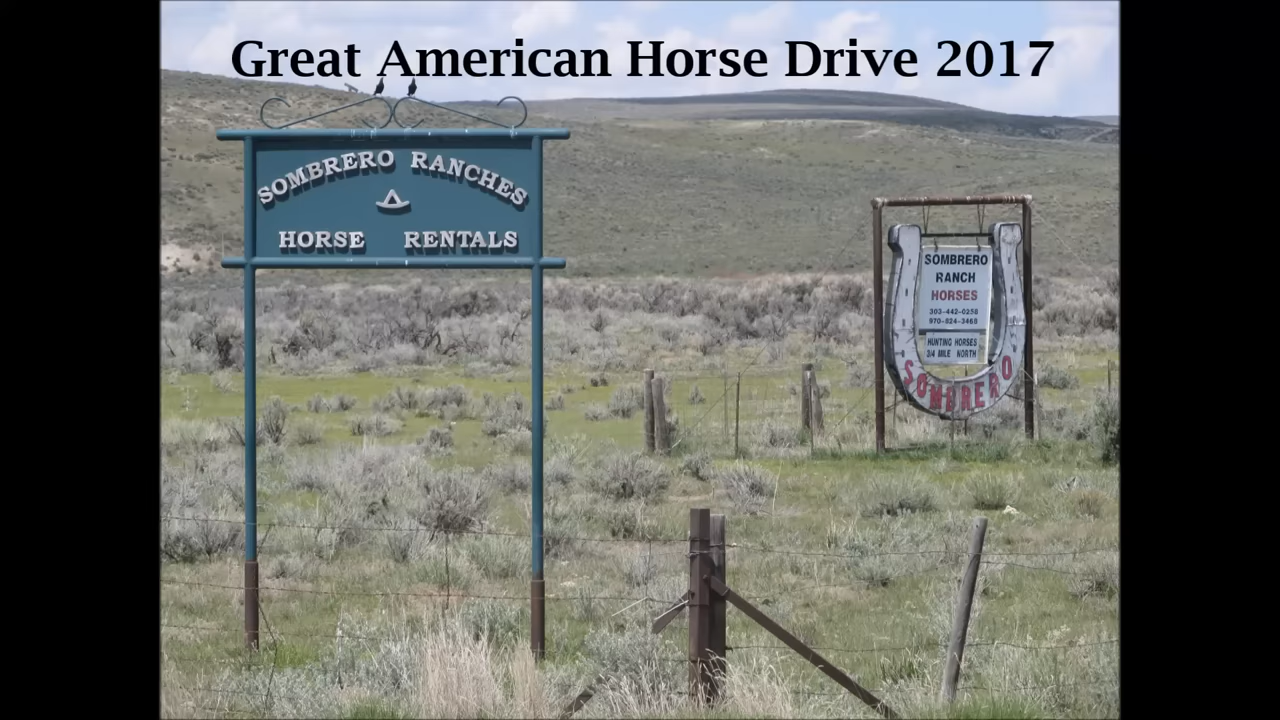 Great American Horse Drive 2017
SOMBRERO RANCHES
HORSE RENTALS
SOMBRERO
RANCH
HORSES
303-442-0258
970-824-3468
HUNTING HORSES
3/4 MILE NORTH
SOMBRERO